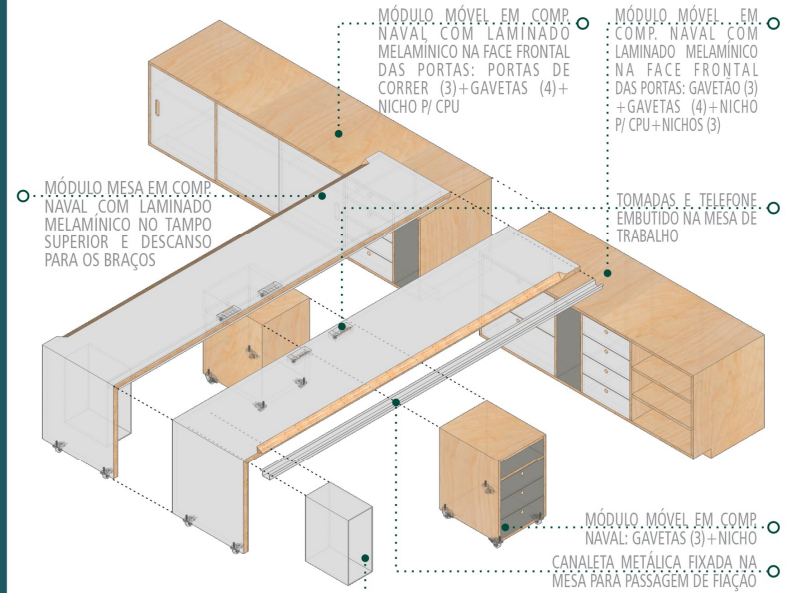 MÓDULO MÓVEL EM COMP.
NAVAL COM LAMINADO
MELAMÍNICO NA FACE FRONTAL
DAS PORTAS: PORTAS DE
CORRER (3)+GAVETAS (4)+
NICHO P/ CPU
MÓDULO MÓVEL EM
COMP. NAVAL COM
LAMINADO MELAMÍNICO
NA FACE FRONTAL
DAS PORTAS: GAVETÃO (3)
+GAVETAS (4)+NICHO
P/ CPU+NICHOS (3)
MÓDULO MESA EM COMP.
NAVAL COM LAMINADO
MELAMÍNICO NO TAMPO
SUPERIOR E DESCANSO
PARA OS BRAÇOS
TOMADAS E TELEFONE
EMBUTIDO NA MESA DE
TRABALHO
MÓDULO MÓVEL EM COMP.
NAVAL: GAVETAS (3)+NICHO
CANALETA METÁLICA FIXADA NA
MESA PARA PASSAGEM DE FIAÇÃO